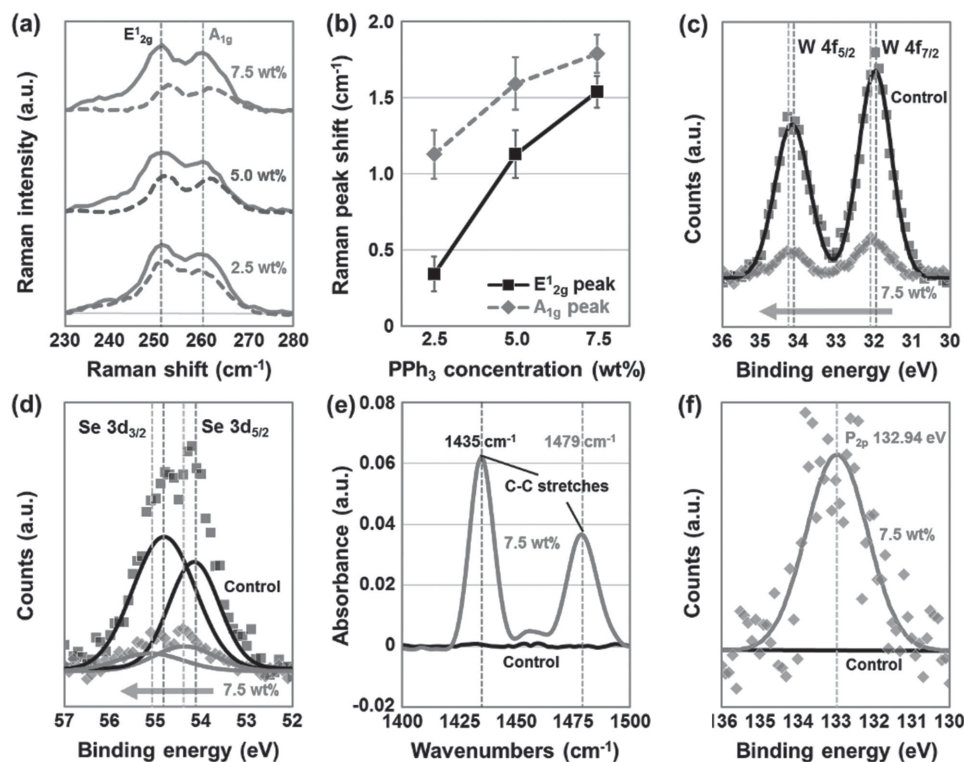 (a)
E¹₂g
A₁g
7.5 wt%
5.0 wt%
2.5 wt%
Raman intensity (a.u.)
230 240 250 260 270 280
Raman shift (cm⁻¹)
(b)
Raman peak shift (cm⁻¹)
2
1.5
1.0
0.5
0
E¹₂g peak
A₁g peak
2.5 5.0 7.5
PPh₃ concentration (wt%)
(c)
W 4f₅/₂
W 4f₇/₂
Control
Counts (a.u.)
7.5 wt%
36 35 34 33 32 31 30
Binding energy (eV)
(d)
Se 3d₃/₂
Se 3d₅/₂
Counts (a.u.)
Control
7.5 wt%
57 56 55 54 53 52
Binding energy (eV)
(e)
0.08
0.06
0.04
0.02
0
-0.02
Absorbance (a.u.)
1435 cm⁻¹
1479 cm⁻¹
C-C stretches
7.5 wt%
Control
1400 1425 1450 1475 1500
Wavenumbers (cm⁻¹)
(f)
P₂p 132.94 eV
7.5 wt%
Counts (a.u.)
Control
136 135 134 133 132 131 130
Binding energy (eV)